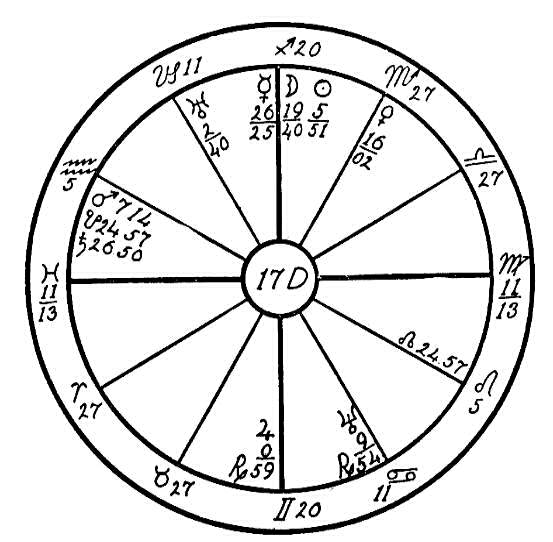 ♐20
♑11
♏27
☿ 26 25
☽ 19 40
☉ 5 51
♅ 2 40
♀ 16 02
♒ 5
♎ 27
♂ 7 14
☋ 24 57
♄ 26 50
♓ 11 13
17D
♍ 11 13
☊ 24.57
♈ 27
♌ 5
♃ 0 59 ℞
♆ 9 54 ℞
♉27
♋ 11
♊20